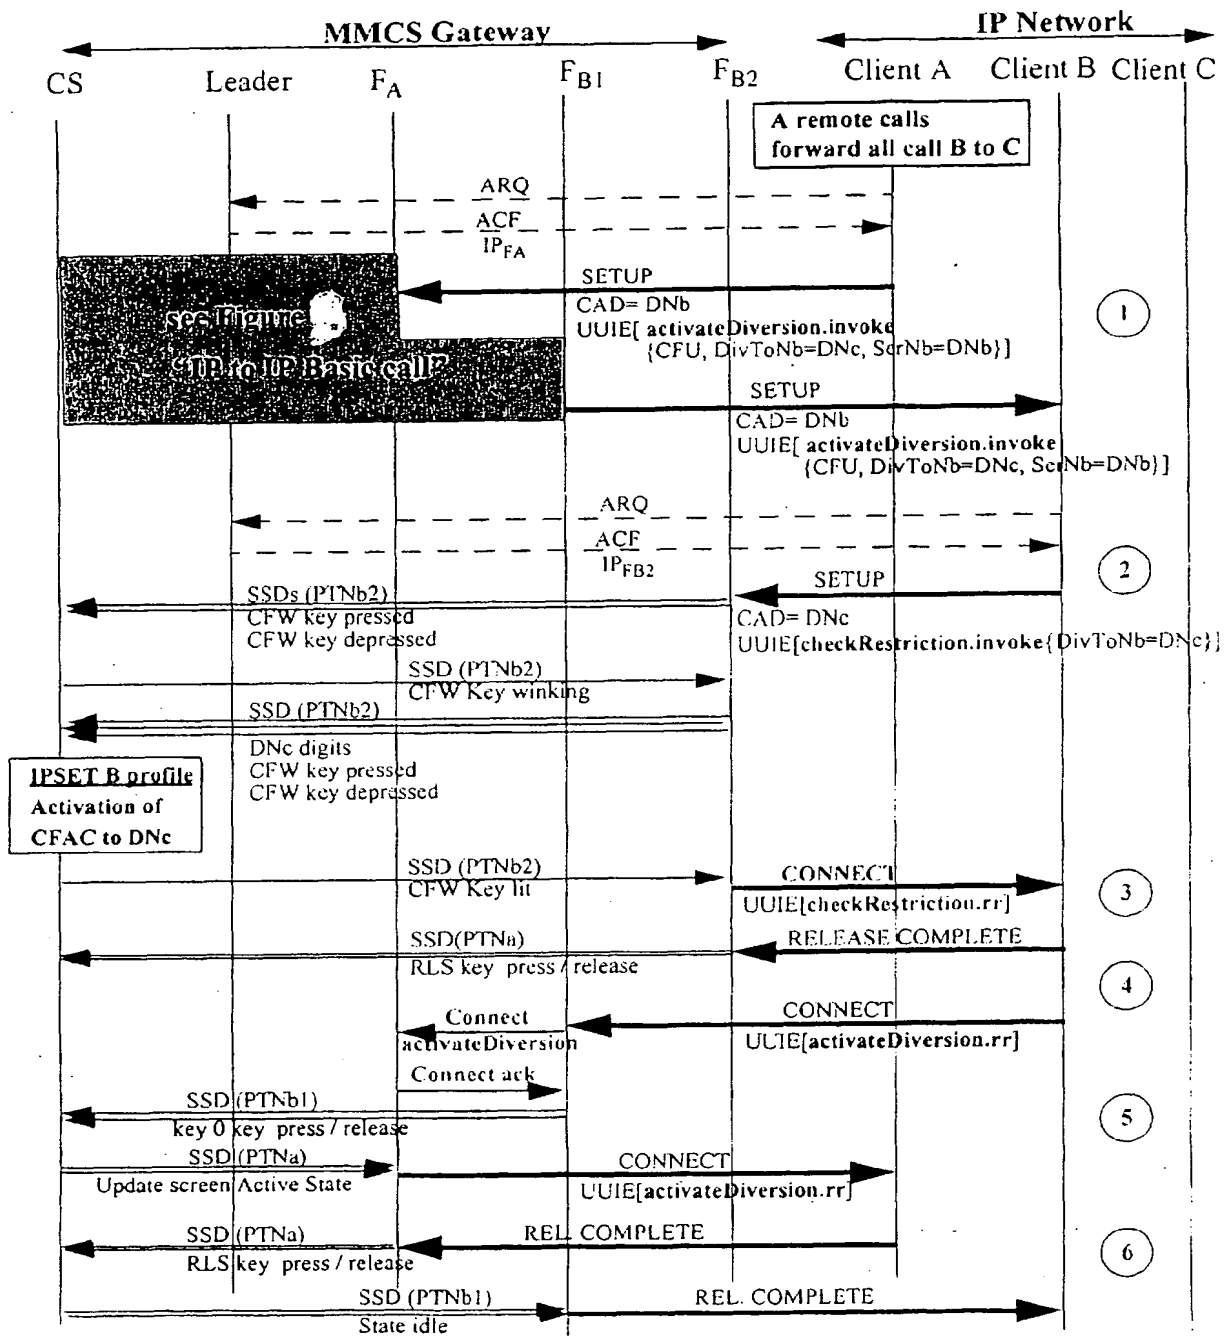 MMCS Gateway
IP Network
CS
Leader
FA
FB1
FB2
Client A
Client B
Client C
A remote calls
forward all call B to C
ARQ
ACF
IPFA
see Figure
"IP to IP Basic call"
SETUP
CAD= DNb
UUIE[ activateDiversion.invoke
{CFU, DivToNb=DNc, ScrNb=DNb}]
1
SETUP
CAD= DNb
UUIE[ activateDiversion.invoke
{CFU, DivToNb=DNc, ScrNb=DNb}]
ARQ
ACF
IPFB2
2
SETUP
CAD= DNc
UUIE[checkRestriction.invoke{DivToNb=DNc}]
SSDs (PTNb2)
CFW key pressed
CFW key depressed
SSD (PTNb2)
CFW Key winking
SSD (PTNb2)
DNc digits
CFW key pressed
CFW key depressed
IPSET B profile
Activation of
CFAC to DNc
SSD (PTNb2)
CFW Key lit
CONNECT
UUIE[checkRestriction.rr]
3
SSD(PTNa)
RLS key press / release
RELEASE COMPLETE
4
Connect
activateDiversion
CONNECT
UUIE[activateDiversion.rr]
Connect ack
SSD (PTNb1)
key 0 key press / release
5
SSD (PTNa)
Update screen Active State
CONNECT
UUIE[activateDiversion.rr]
SSD (PTNa)
RLS key press / release
REL. COMPLETE
6
SSD (PTNb1)
State idle
REL. COMPLETE